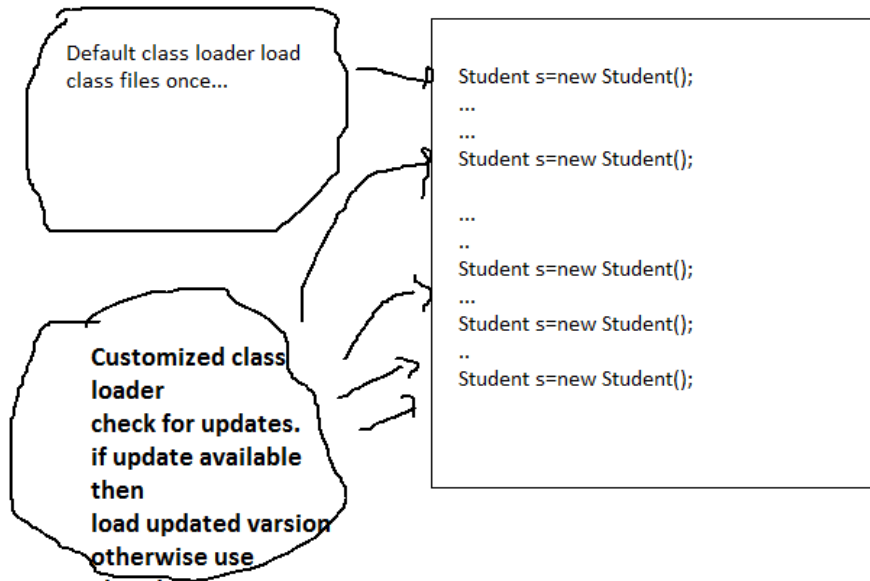 Default class loader load
class files once...
Student s=new Student();
...
...
Student s=new Student();
...
..
Student s=new Student();
...
Student s=new Student();
..
Student s=new Student();
Customized class
loader
check for updates.
if update available
then
load updated varsion
otherwise use